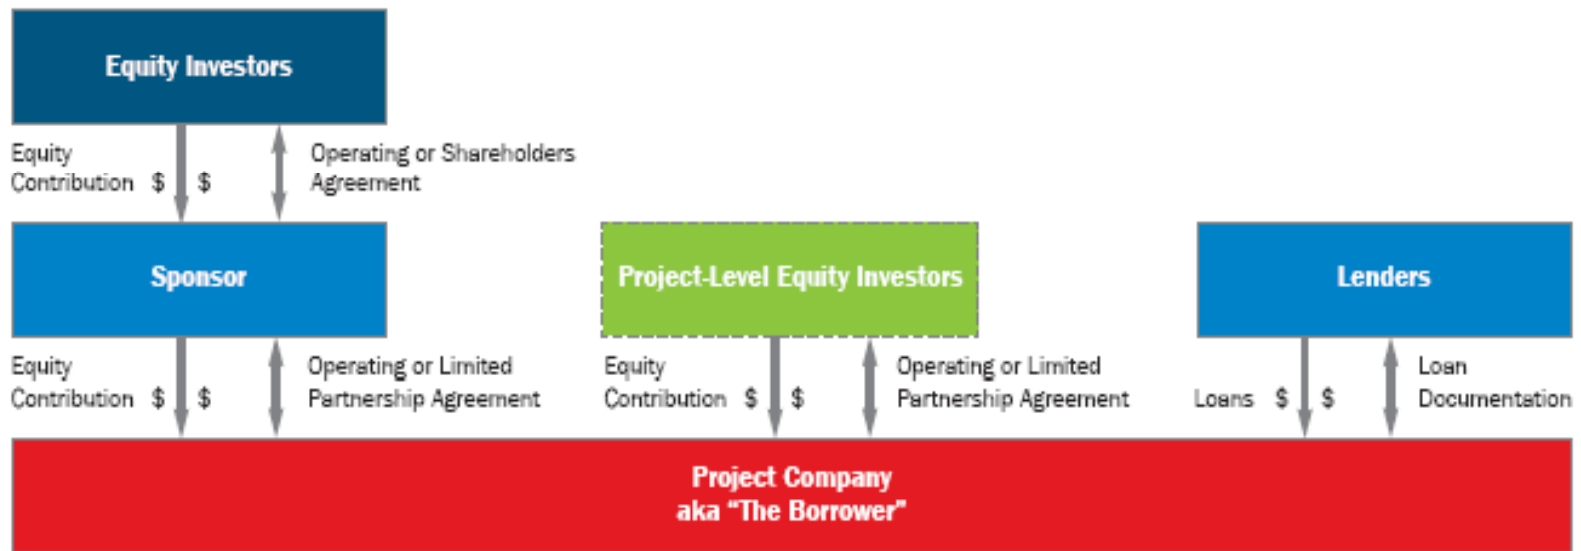 Equity Investors
Equity
Contribution $ $
Operating or Shareholders
Agreement
Sponsor
Project-Level Equity Investors
Lenders
Equity
Contribution $ $
Operating or Limited
Partnership Agreement
Equity
Contribution $ $
Operating or Limited
Partnership Agreement
Loans $ $
Loan
Documentation
Project Company
aka “The Borrower”